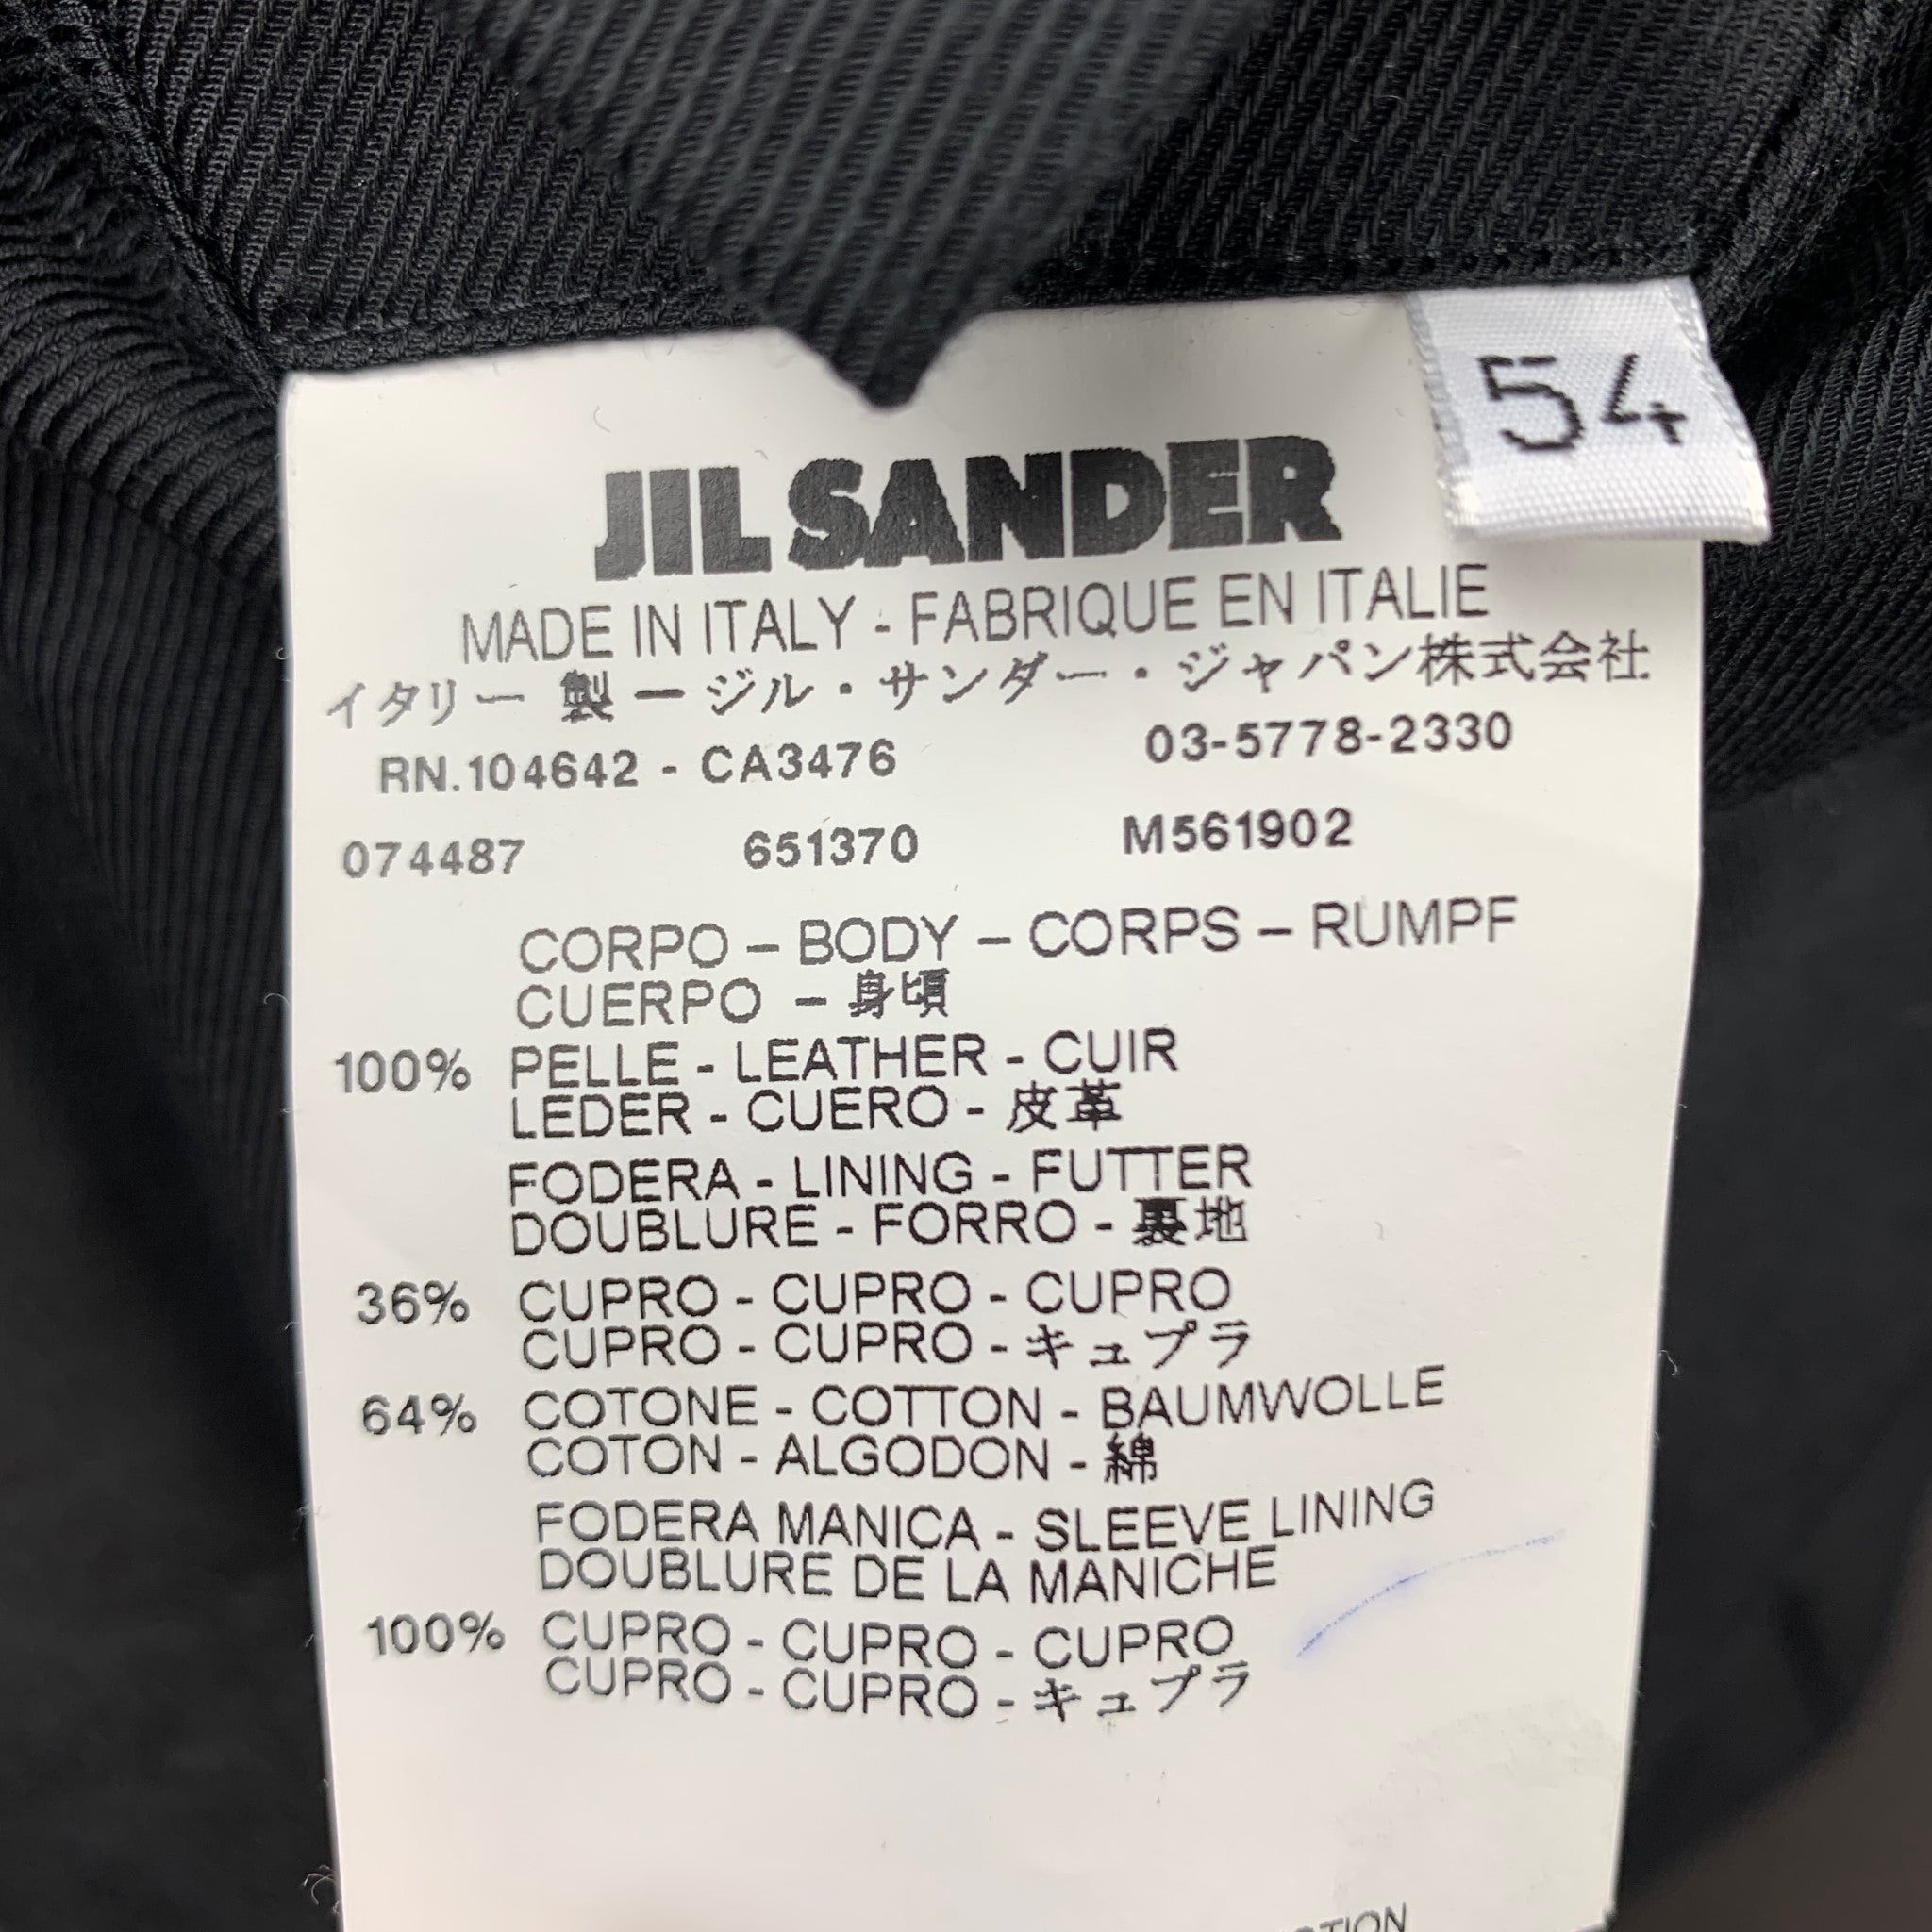 54
JIL SANDER
MADE IN ITALY - FABRIQUE EN ITALIE
イタリー 製 ー ジル・サンダー・ジャパン株式会社
RN.104642 - CA3476 03-5778-2330
074487 651370 M561902
CORPO – BODY – CORPS – RUMPF
CUERPO – 身頃
100% PELLE - LEATHER - CUIR
LEDER - CUERO - 皮革
FODERA - LINING - FUTTER
DOUBLURE - FORRO - 裏地
36% CUPRO - CUPRO - CUPRO
CUPRO - CUPRO - キュプラ
64% COTONE - COTTON - BAUMWOLLE
COTON - ALGODON - 綿
FODERA MANICA - SLEEVE LINING
DOUBLURE DE LA MANICHE
100% CUPRO - CUPRO - CUPRO
CUPRO - CUPRO - キュプラ